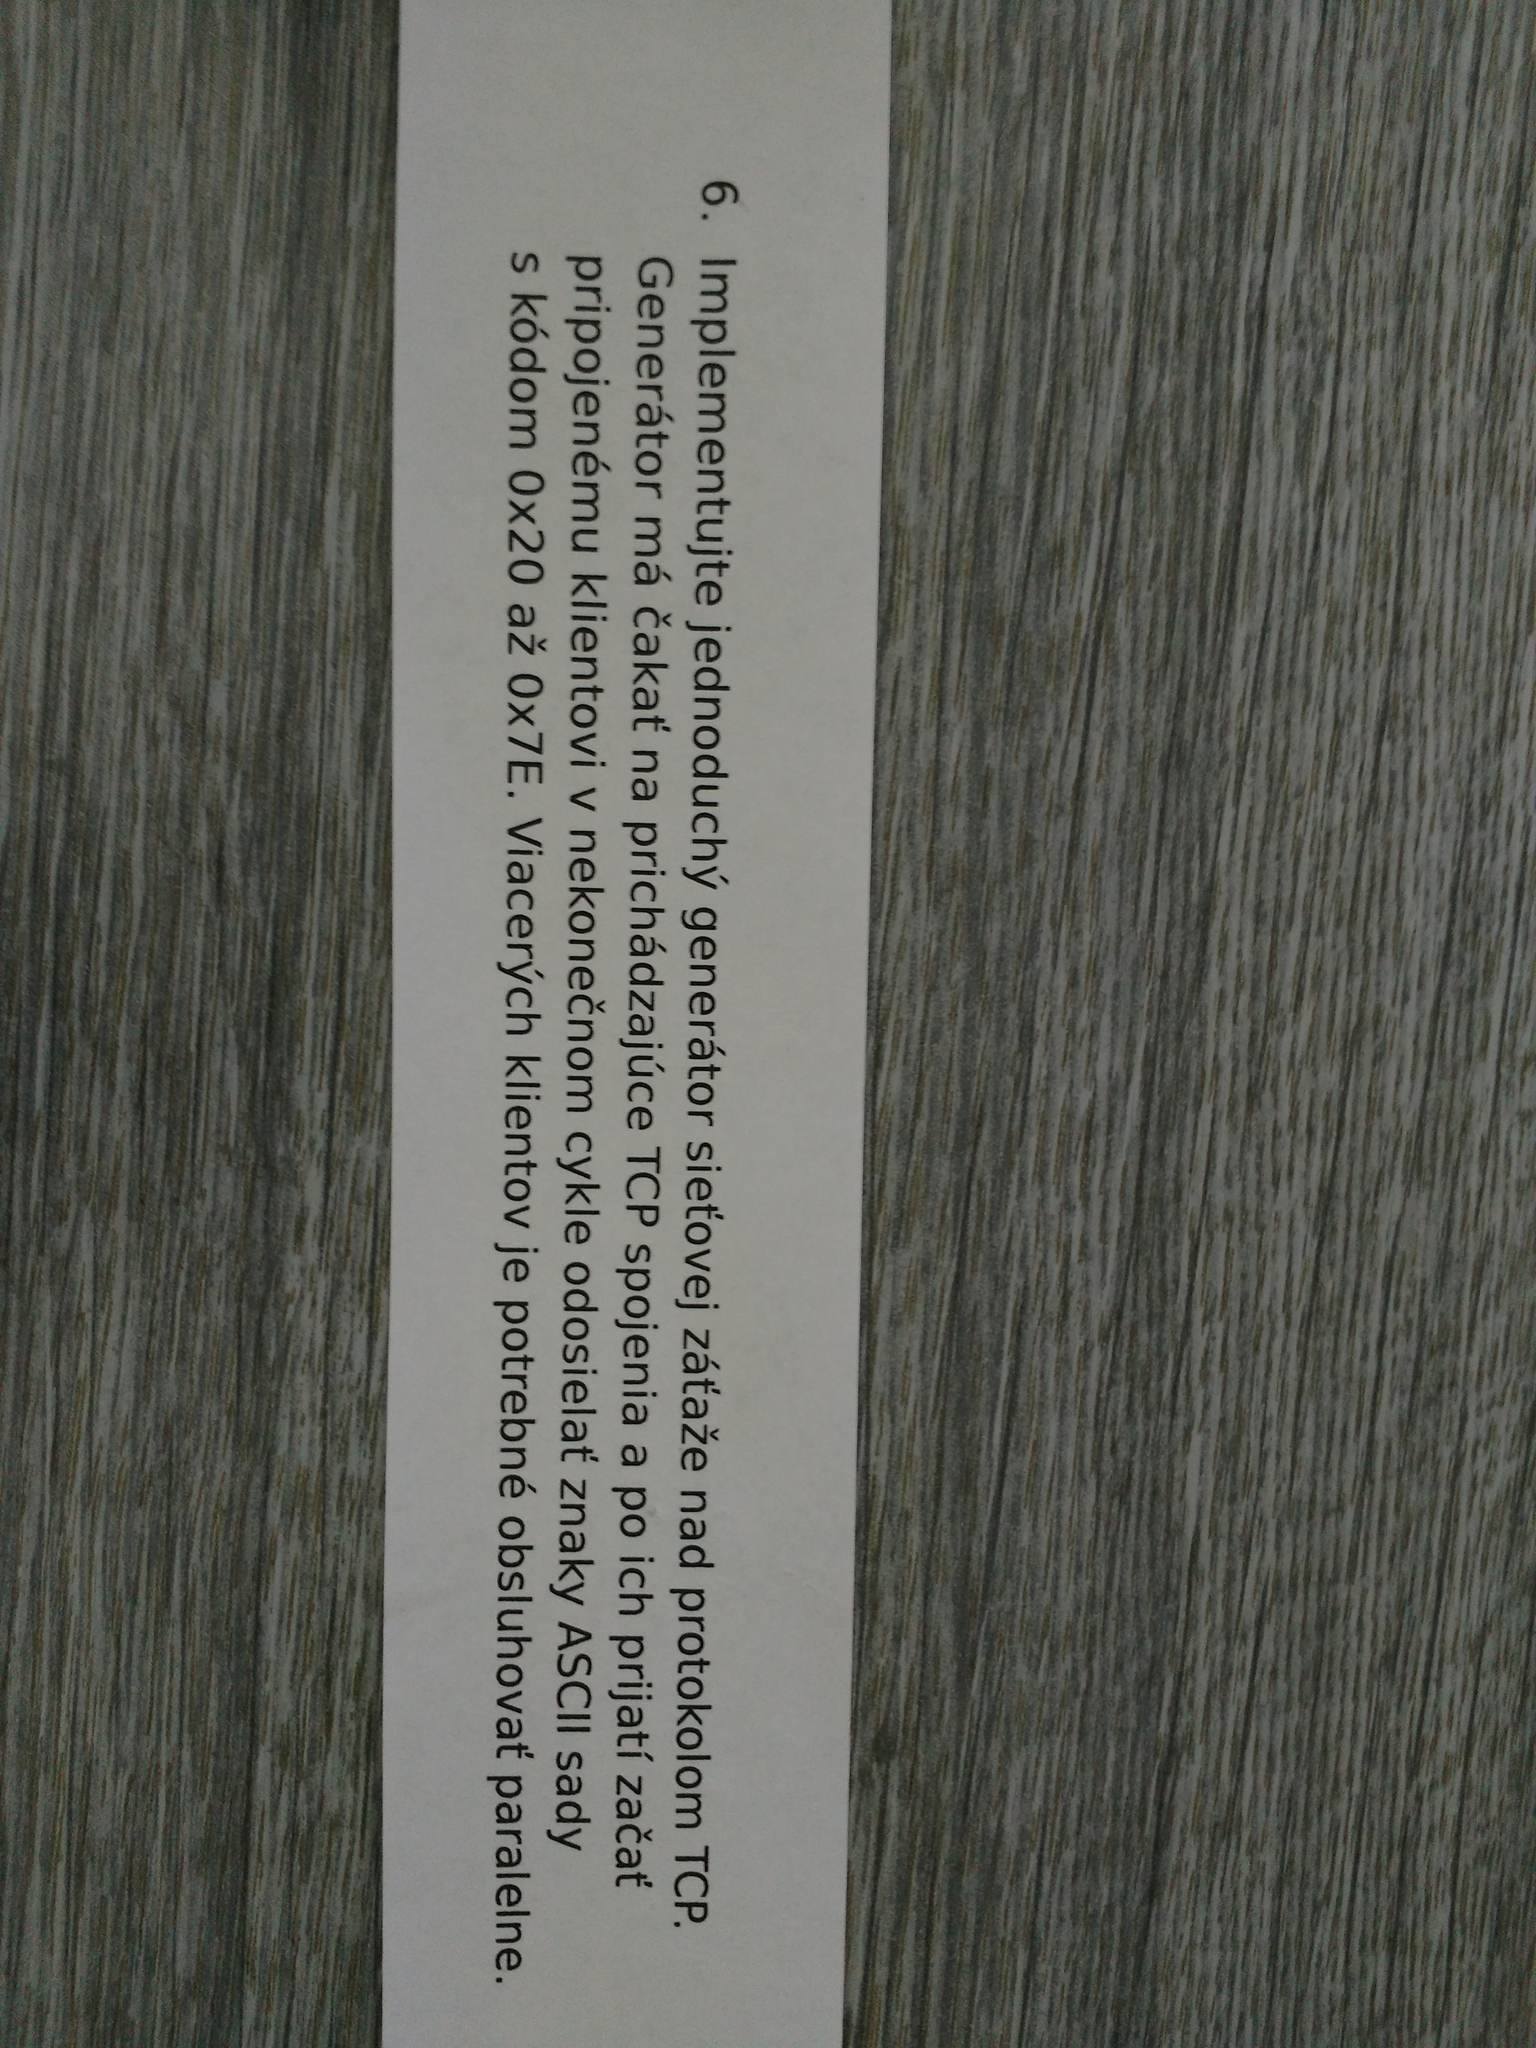 6. Implementujte jednoduchý generátor sieťovej záťaže nad protokolom TCP.
Generátor má čakať na prichádzajúce TCP spojenia a po ich prijatí začať
pripojenému klientovi v nekonečnom cykle odosielať znaky ASCII sady
s kódom 0x20 až 0x7E. Viacerých klientov je potrebné obsluhovať paralelne.